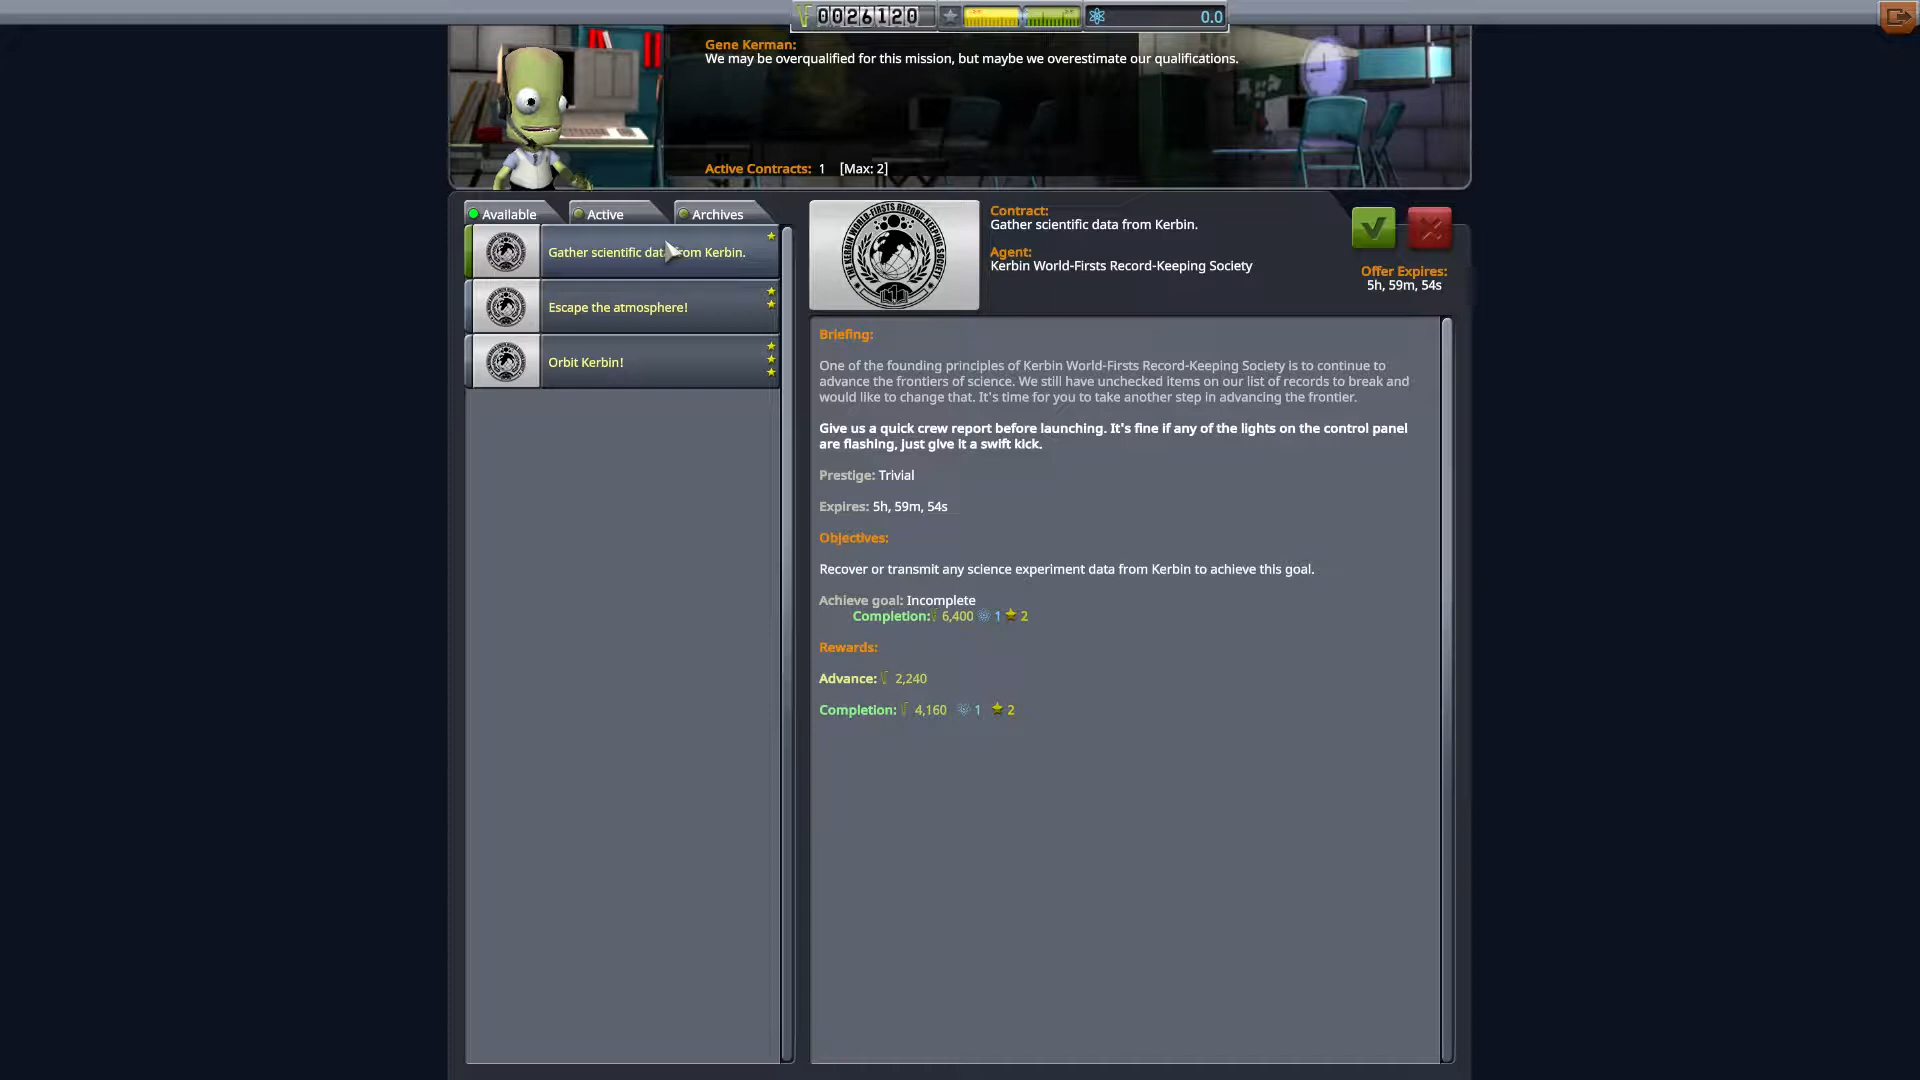 0026120
0.0
Gene Kerman:
We may be overqualified for this mission, but maybe we overestimate our qualifications.
Active Contracts: 1 [Max: 2]
Available
Active
Archives
Gather scientific data from Kerbin.
Escape the atmosphere!
Orbit Kerbin!
THE KERBIN WORLD-FIRSTS RECORD-KEEPING SOCIETY
Contract:
Gather scientific data from Kerbin.
Agent:
Kerbin World-Firsts Record-Keeping Society
Offer Expires:
5h, 59m, 54s
Briefing:
One of the founding principles of Kerbin World-Firsts Record-Keeping Society is to continue to
advance the frontiers of science. We still have unchecked items on our list of records to break and
would like to change that. It's time for you to take another step in advancing the frontier.
Give us a quick crew report before launching. It's fine if any of the lights on the control panel
are flashing, just give it a swift kick.
Prestige: Trivial
Expires: 5h, 59m, 54s
Objectives:
Recover or transmit any science experiment data from Kerbin to achieve this goal.
Achieve goal: Incomplete
Completion: 6,400 1 2
Rewards:
Advance: 2,240
Completion: 4,160 1 2